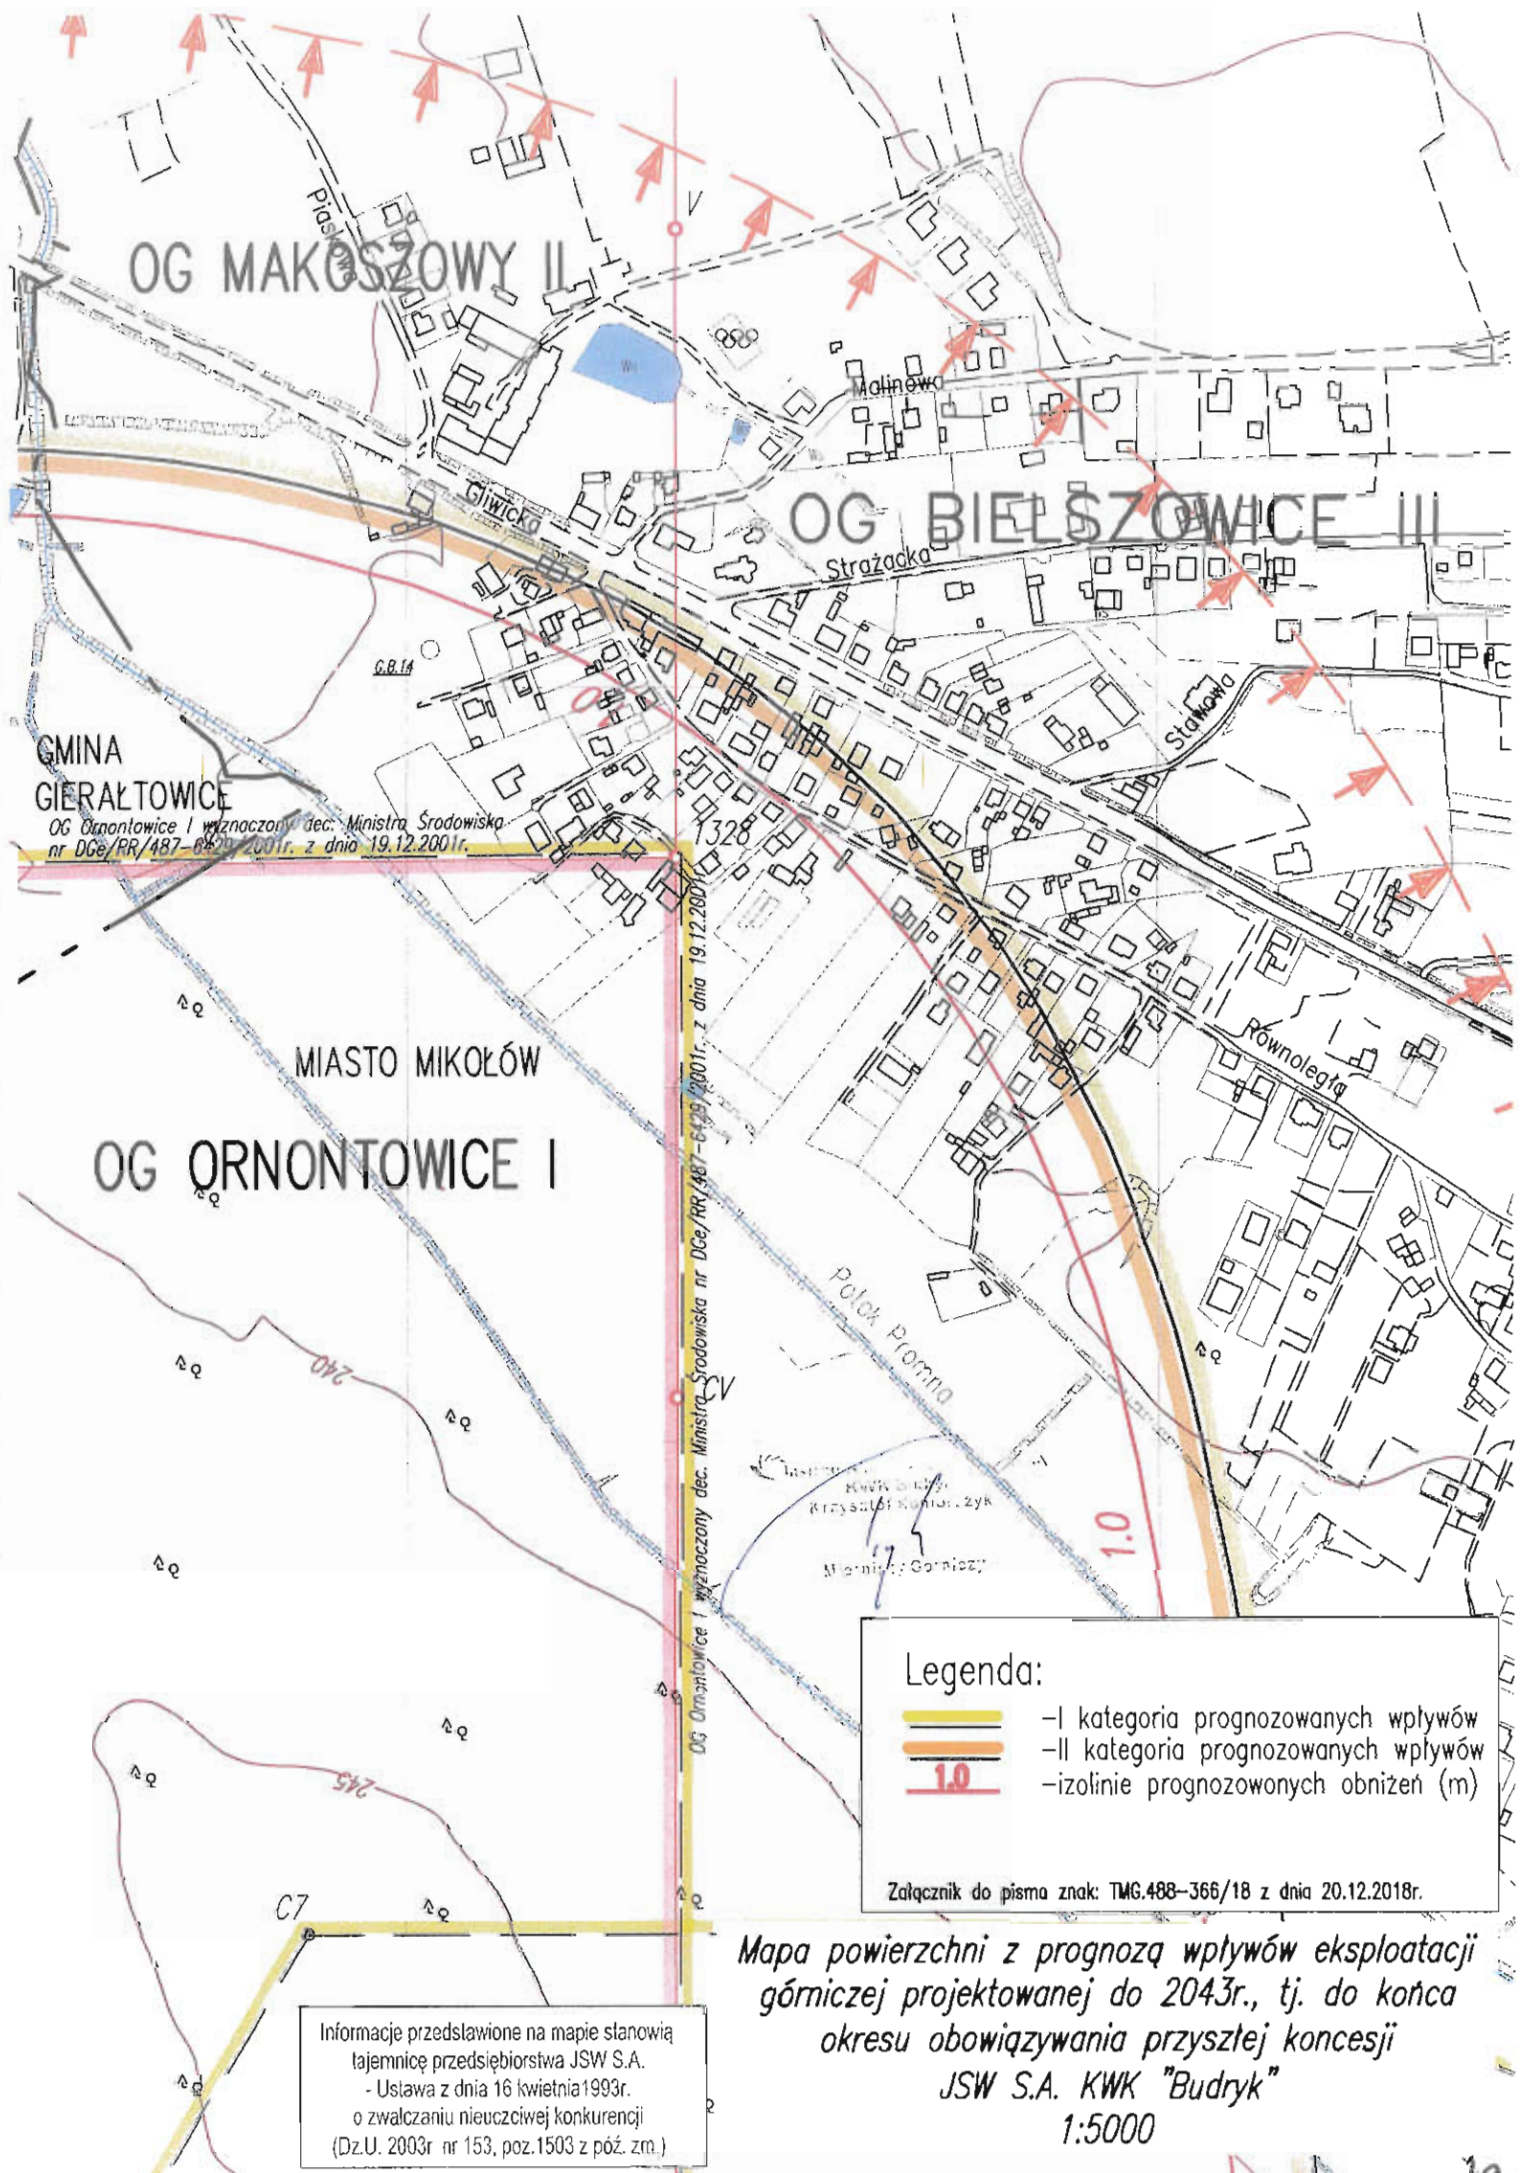 V
Piaskowa
OG MAKOSZOWY II
Wn
Malinowa
Gliwicka
OG BIELSZOWICE III
Strażacka
G.B.14
Stawowa
GMINA
GIERAŁTOWICE
OG Ornontowice I wyznaczony dec. Ministra Środowiska
nr DGe/RR/487-6429/2001r. z dnia 19.12.2001r.
1328
MIASTO MIKOŁÓW
Równoległa
OG ORNONTOWICE I
OG Ornontowice I wyznaczony dec. Ministra Środowiska nr DGe/RR/487-6429/2001r. z dnia 19.12.2001r.
Potok Promna
240
CV
Krzysztof
Mierniczy Górniczy
1.0
Legenda:
-I kategoria prognozowanych wpływów
-II kategoria prognozowanych wpływów
1.0 -izolinie prognozowonych obniżeń (m)
245
Załącznik do pisma znak: TMG.488-366/18 z dnia 20.12.2018r.
C7
Mapa powierzchni z prognozą wpływów eksploatacji
górniczej projektowanej do 2043r., tj. do końca
okresu obowiązywania przyszłej koncesji
JSW S.A. KWK "Budryk"
1:5000
Informacje przedstawione na mapie stanowią
tajemnicę przedsiębiorstwa JSW S.A.
- Ustawa z dnia 16 kwietnia1993r.
o zwalczaniu nieuczciwej konkurencji
(Dz.U. 2003r nr 153, poz.1503 z póź. zm.)